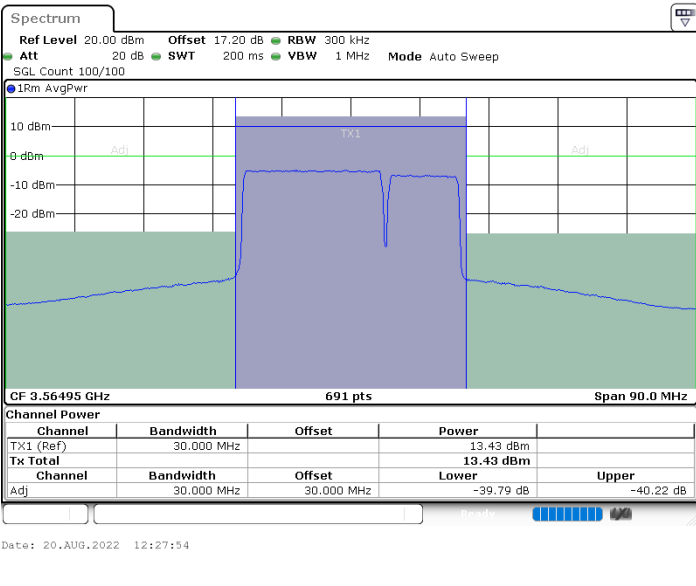 Spectrum
Ref Level 20.00 dBm Offset 17.20 dB RBW 300 kHz
Att 20 dB SWT 200 ms VBW 1 MHz Mode Auto Sweep
SGL Count 100/100
1Rm AvgPwr
10 dBm
TX1
Adj Adj
0 dBm
-10 dBm
-20 dBm
CF 3.56495 GHz 691 pts Span 90.0 MHz
Channel Power
Channel Bandwidth Offset Power
TX1 (Ref) 30.000 MHz 13.43 dBm
Tx Total 13.43 dBm
Channel Bandwidth Offset Lower Upper
Adj 30.000 MHz 30.000 MHz -39.79 dB -40.22 dB
Ready
Date: 20.AUG.2022 12:27:54